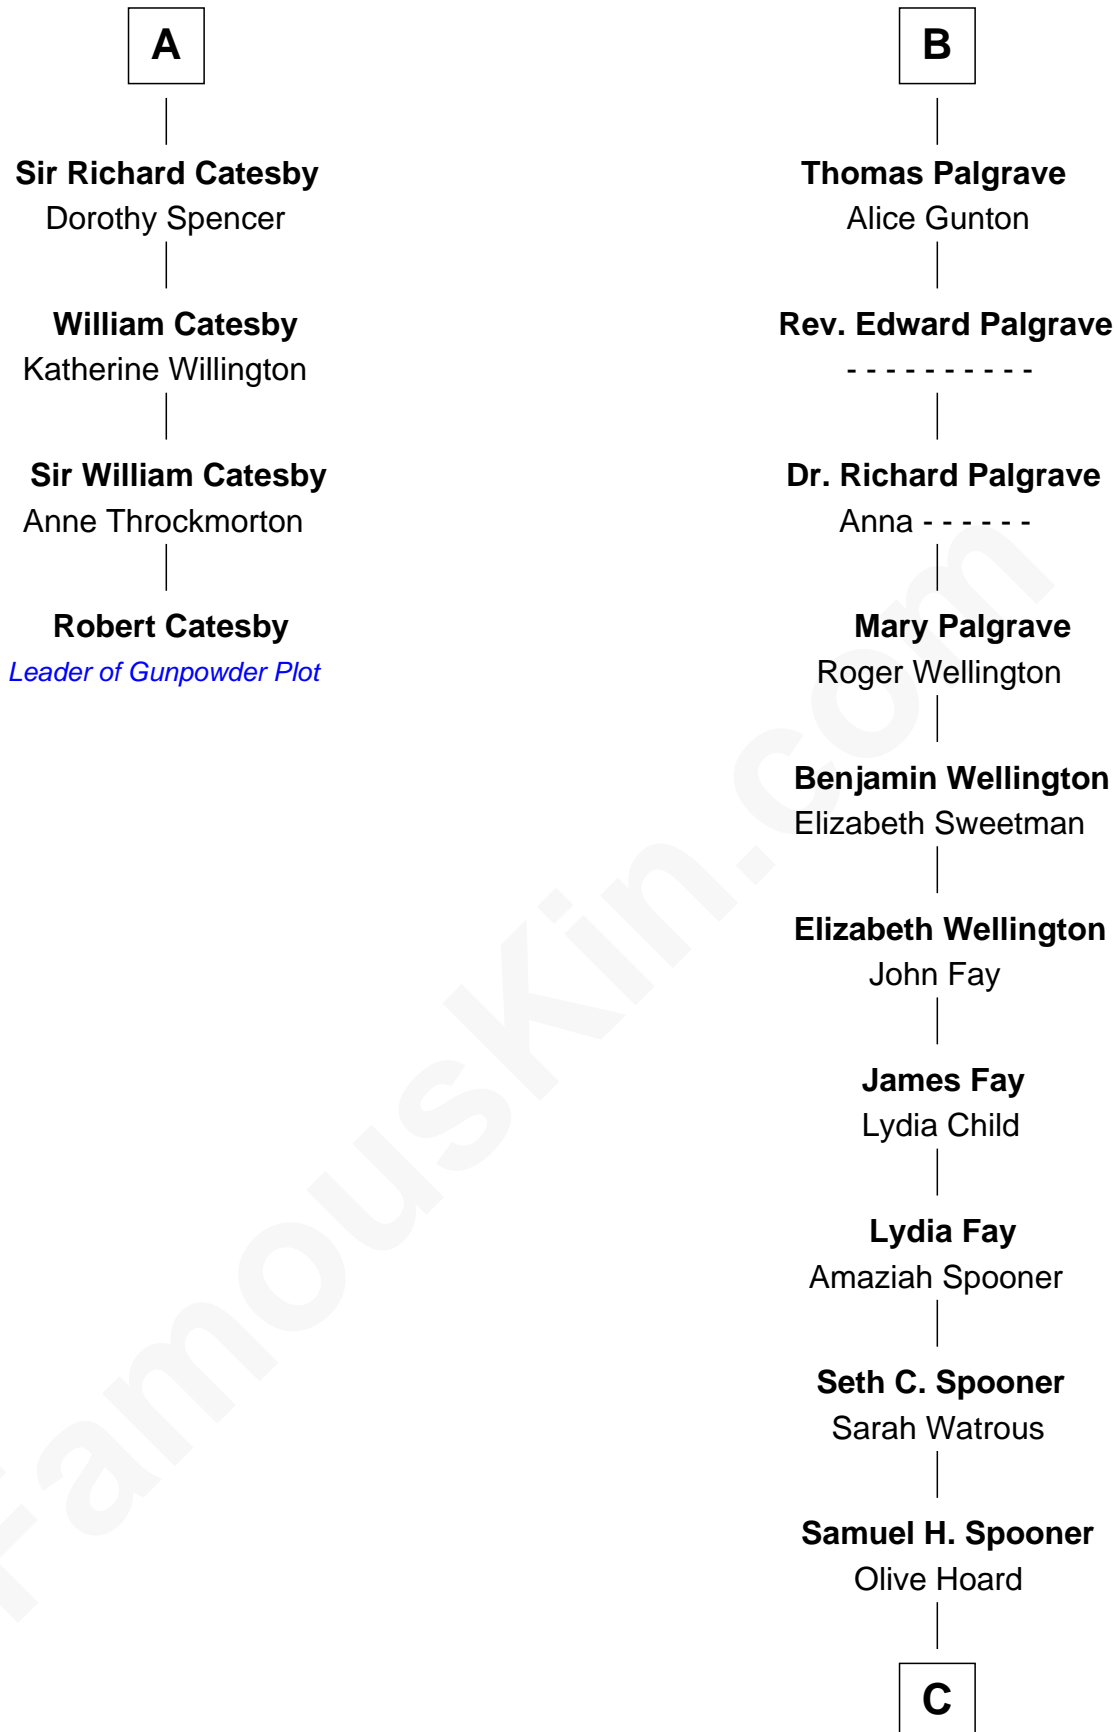 A
Sir Richard Catesby
Dorothy Spencer
William Catesby
Katherine Willington
Sir William Catesby
Anne Throckmorton
Robert Catesby
Leader of Gunpowder Plot
B
Thomas Palgrave
Alice Gunton
Rev. Edward Palgrave
- - - - - - - - - -
Dr. Richard Palgrave
Anna - - - - - -
Mary Palgrave
Roger Wellington
Benjamin Wellington
Elizabeth Sweetman
Elizabeth Wellington
John Fay
James Fay
Lydia Child
Lydia Fay
Amaziah Spooner
Seth C. Spooner
Sarah Watrous
Samuel H. Spooner
Olive Hoard
C
FamousKin.com